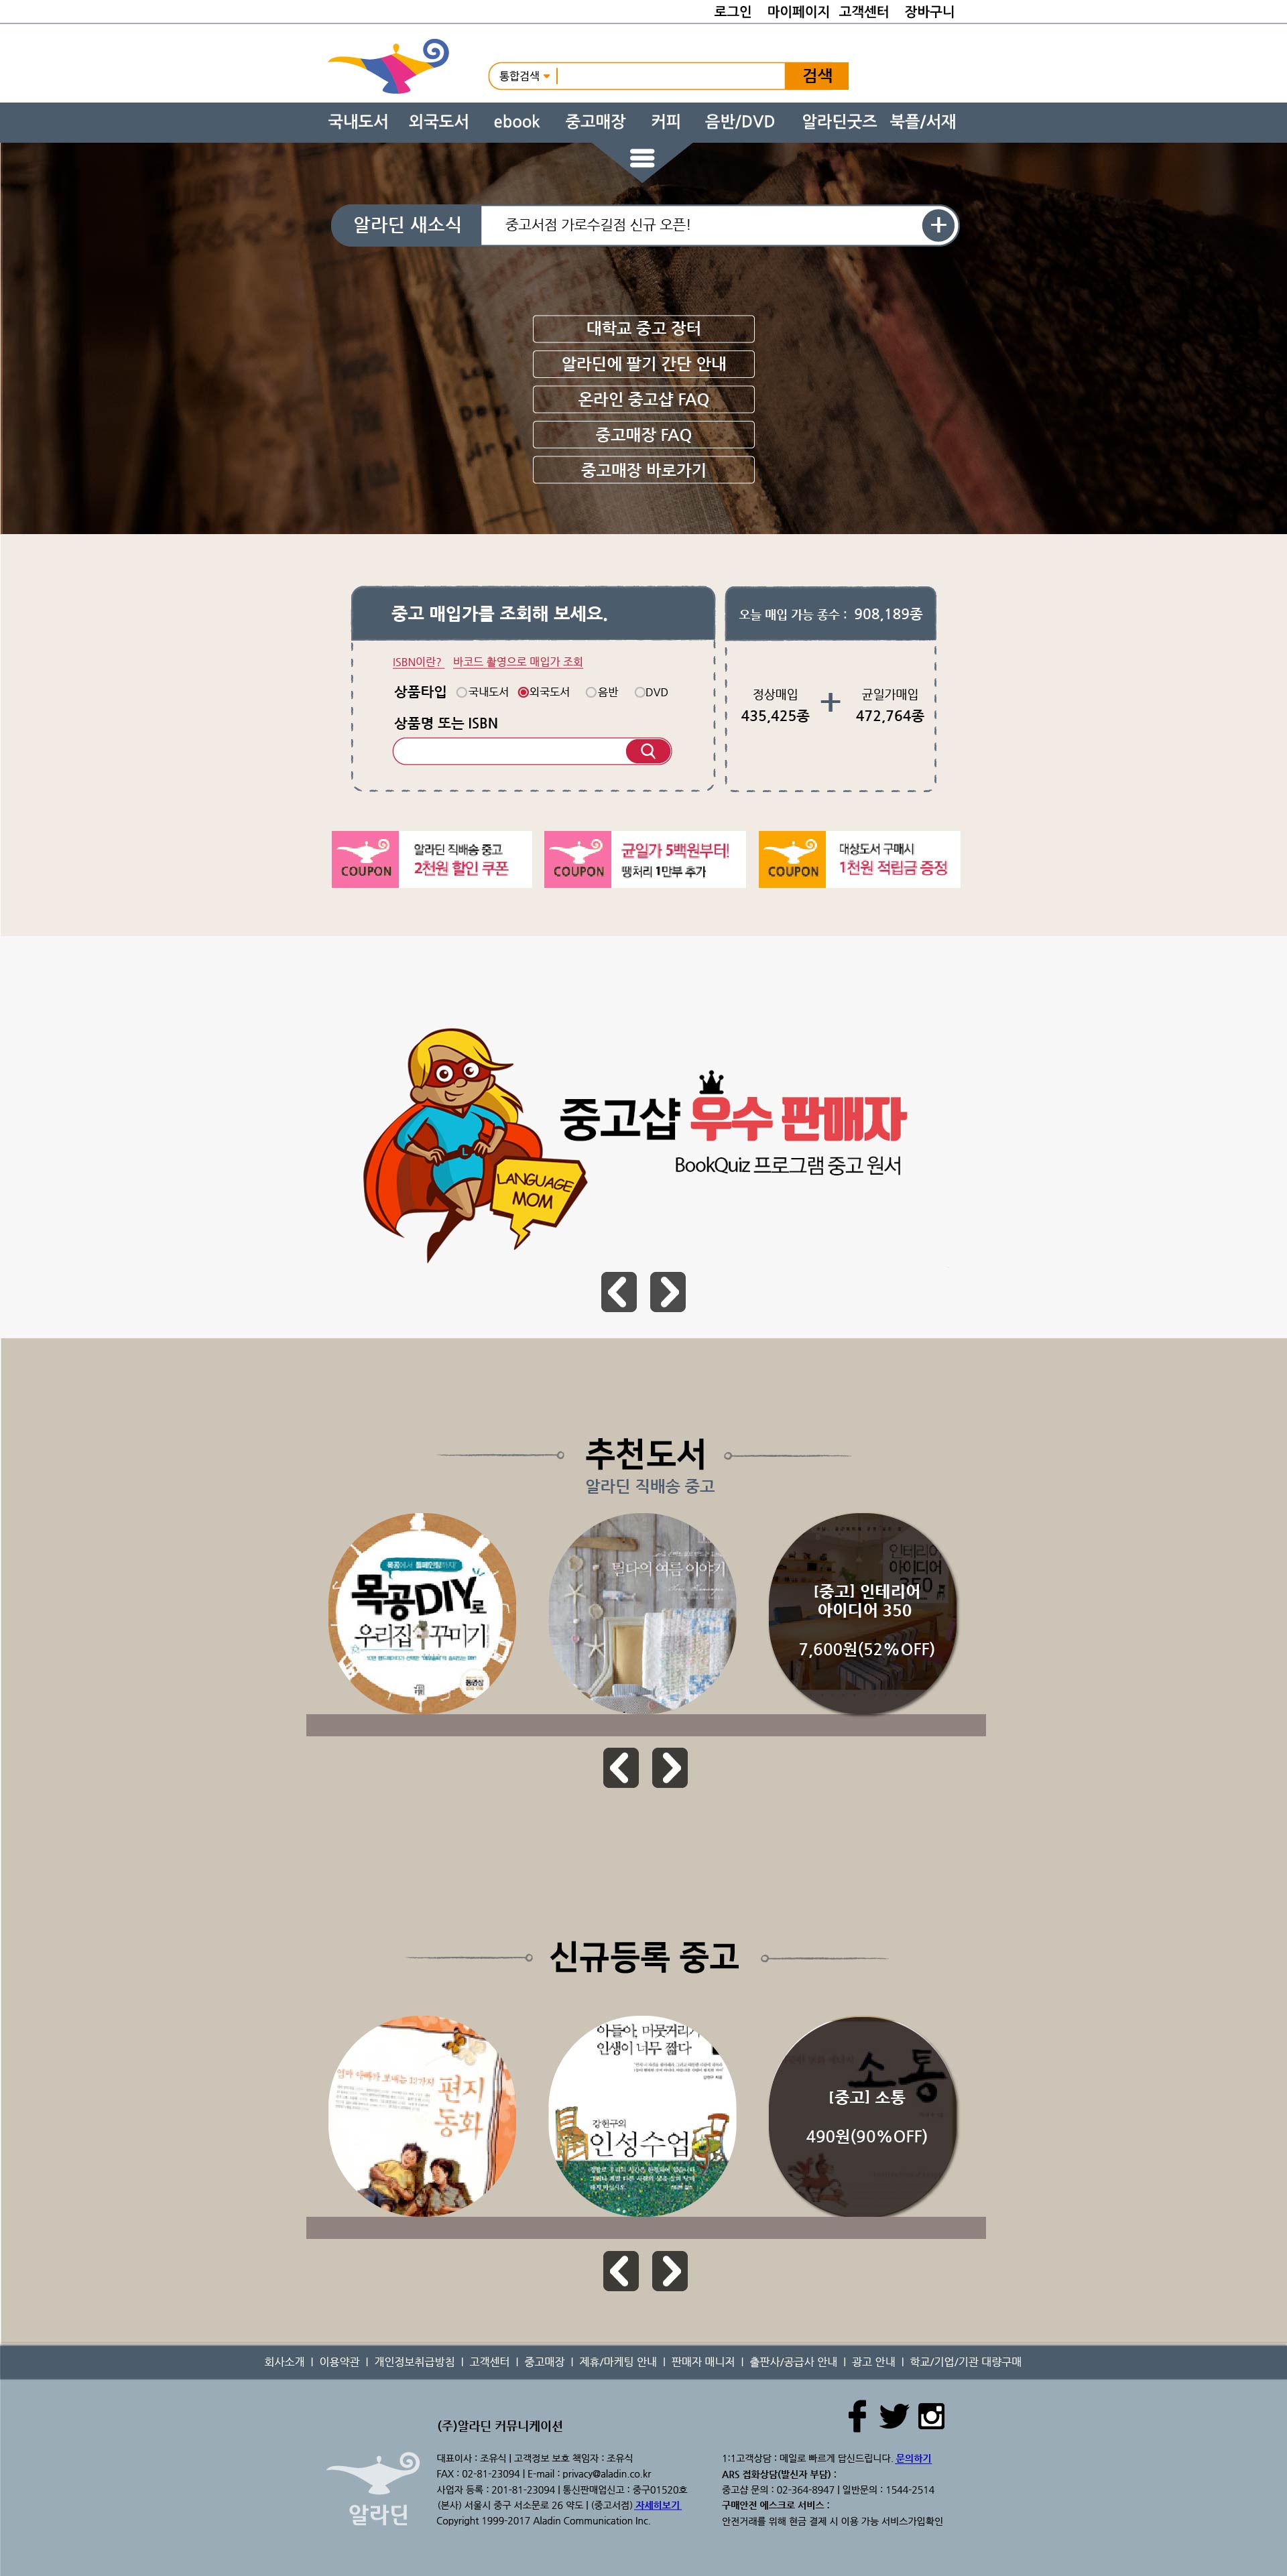 로그인 마이페이지 고객센터 장바구니
통합검색 검색
국내도서 외국도서 ebook 중고매장 커피 음반/DVD 알라딘굿즈 북플/서재
알라딘 새소식 중고서점 가로수길점 신규 오픈!
대학교 중고 장터
알라딘에 팔기 간단 안내
온라인 중고샵 FAQ
중고매장 FAQ
중고매장 바로가기
중고 매입가를 조회해 보세요.
ISBN이란? 바코드 촬영으로 매입가 조회
상품타입 국내도서 외국도서 음반 DVD
상품명 또는 ISBN
오늘 매입 가능 종수 : 908,189종
정상매입 + 균일가매입
435,425종 472,764종
COUPON
알라딘 직배송 중고
2천원 할인 쿠폰
COUPON
균일가 5백원부터!
땡처리 1만부 추가
COUPON
대상도서 구매시
1천원 적립금 증정
LANGUAGE
MOM
중고샵 우수 판매자
BookQuiz 프로그램 중고 원서
추천도서
알라딘 직배송 중고
목공DIY로
우리집 꾸미기
동영상
여름 이야기
인테리어
아이디어
350
[중고] 인테리어
아이디어 350
7,600원(52%OFF)
신규등록 중고
편지
동화
아들아, 머뭇거리기
인생이 너무 짧다
강헌구의
인성수업
소통
[중고] 소통
490원(90%OFF)
회사소개 | 이용약관 | 개인정보취급방침 | 고객센터 | 중고매장 | 제휴/마케팅 안내 | 판매자 매니저 | 출판사/공급사 안내 | 광고 안내 | 학교/기업/기관 대량구매
알라딘
(주)알라딘 커뮤니케이션
대표이사 : 조유식 | 고객정보 보호 책임자 : 조유식
FAX : 02-81-23094 | E-mail : privacy@aladin.co.kr
사업자 등록 : 201-81-23094 | 통신판매업신고 : 중구01520호
(본사) 서울시 중구 서소문로 26 약도 | (중고서점) 자세히보기
Copyright 1999-2017 Aladin Communication Inc.
1:1고객상담 : 메일로 빠르게 답신드립니다. 문의하기
ARS 접화상담(발신자 부담) :
중고샵 문의 : 02-364-8947 | 일반문의 : 1544-2514
구매안전 에스크로 서비스 :
안전거래를 위해 현금 결제 시 이용 가능 서비스가입확인